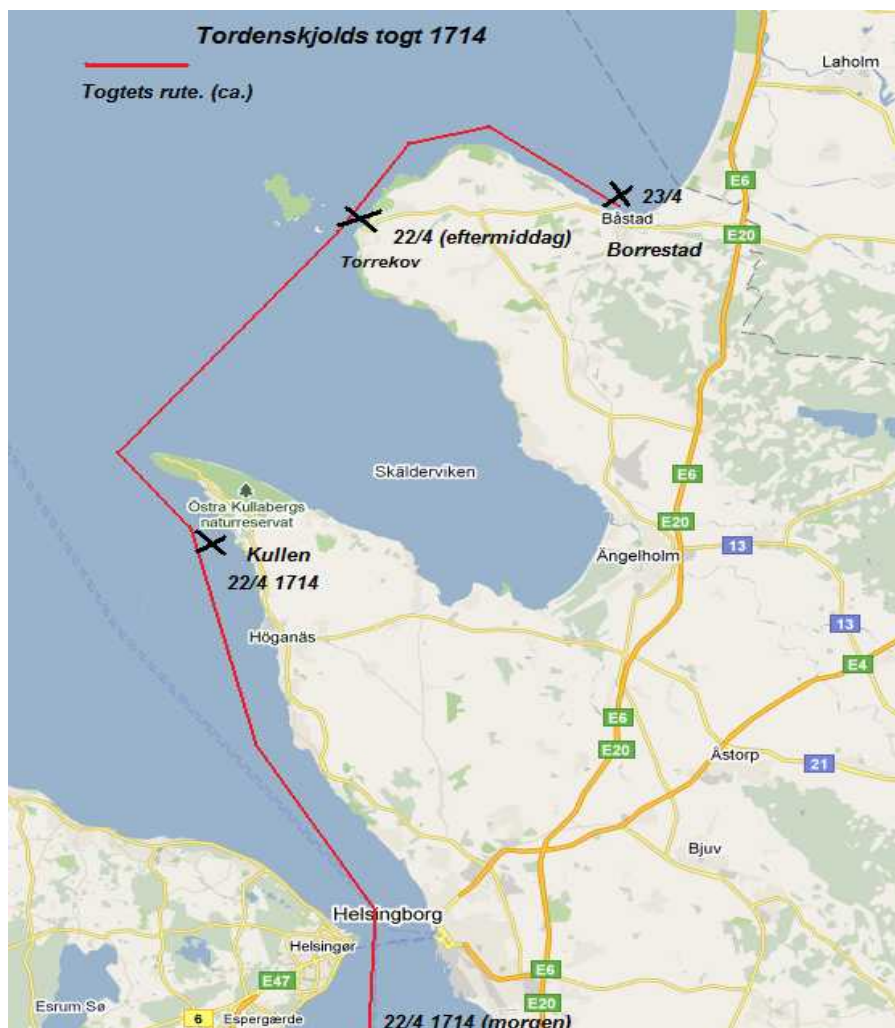 Tordenskjolds togt 1714
Togtets rute. (ca.)
Laholm
E6
23/4
Båstad
E20
22/4 (eftermiddag)
Borrestad
Torrekov
Skälderviken
E6
Östra Kullabergs
naturreservat
E20
13
Kullen
Ängelholm
22/4 1714
13
Höganäs
E4
E6
E20
Åstorp
21
Bjuv
Helsingborg
Helsingør
E6
E47
E20
Esrum Sø
6
Espergærde
22/4 1714 (morgen)